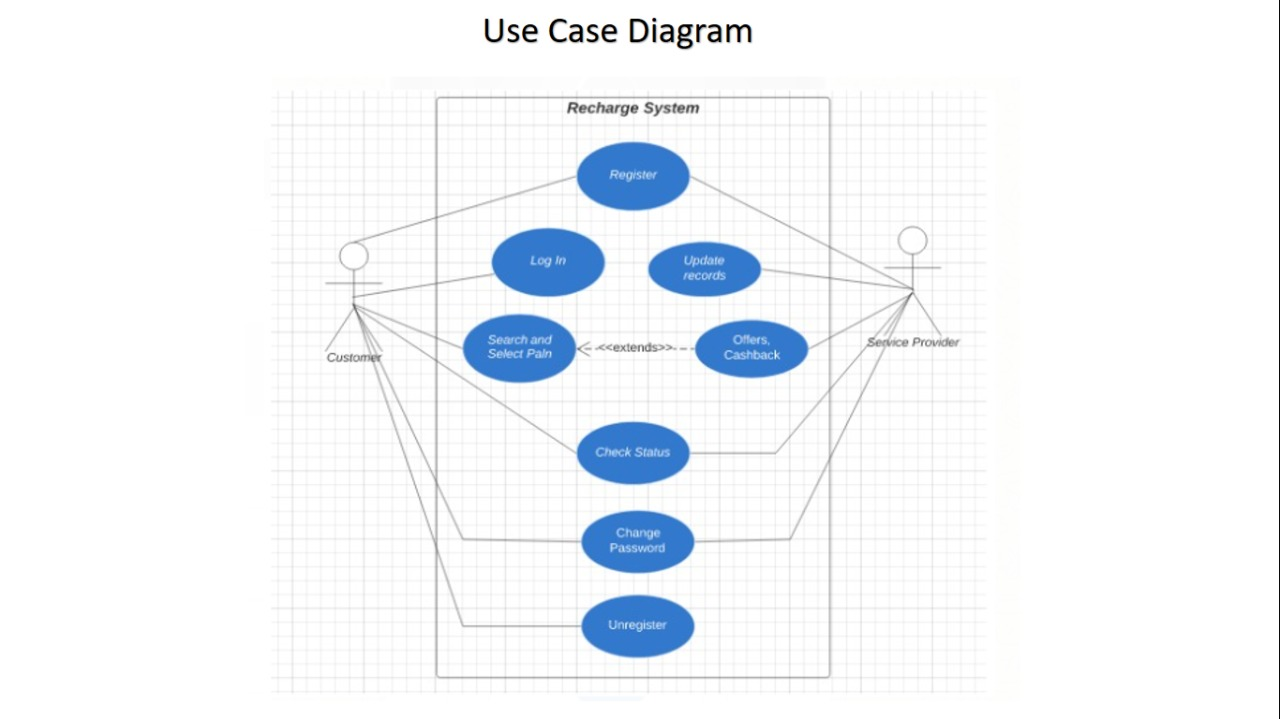 Use Case Diagram
Recharge System
Register
Log In
Update
records
Search and
Select Paln
<<extends>>
Offers,
Cashback
Customer
Service Provider
Check Status
Change
Password
Unregister